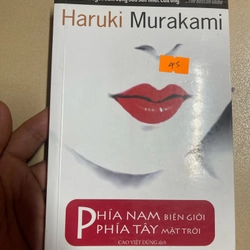 Haruki Murakami
45
PHÍA NAM BIÊN GIỚI
PHÍA TÂY MẶT TRỜI
CAO VIỆT DŨNG dịch